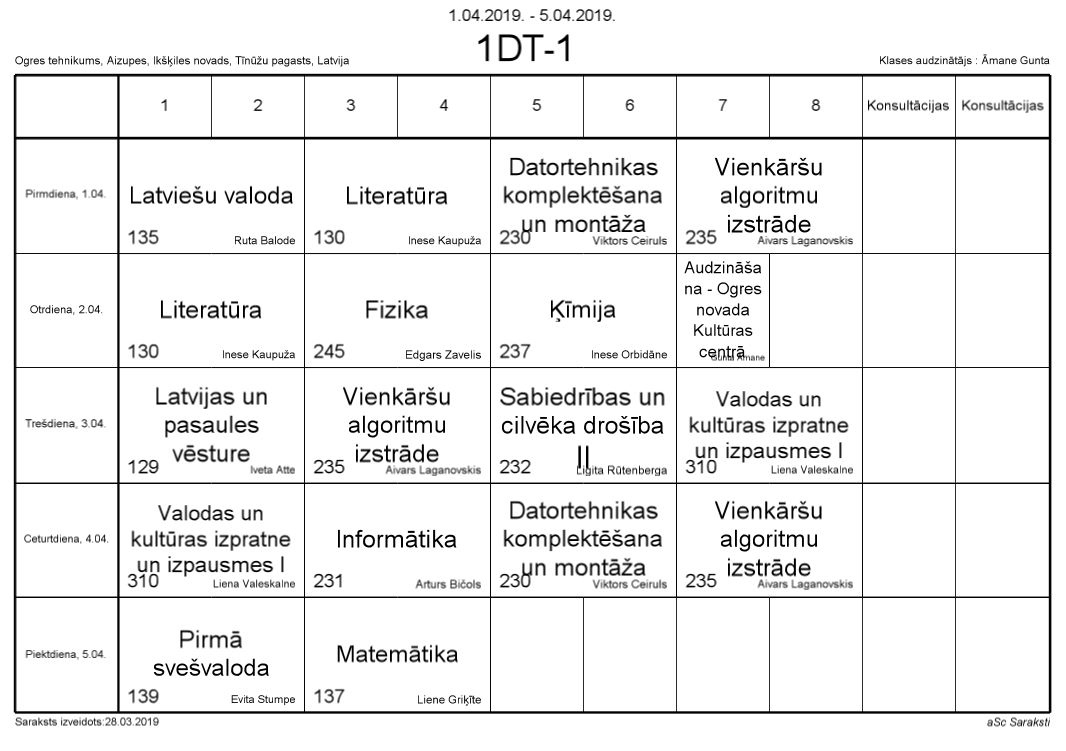 1.04.2019. - 5.04.2019.
1DT-1
Ogres tehnikums, Aizupes, Ikšķiles novads, Tīnūžu pagasts, Latvija
Klases audzinātājs : Āmane Gunta
1 2 3 4 5 6 7 8 Konsultācijas Konsultācijas
Pirmdiena, 1.04.
Latviešu valoda
135 Ruta Balode
Literatūra
130 Inese Kaupuža
Datortehnikas
komplektēšana
un montāža
230 Viktors Ceiruls
Vienkāršu
algoritmu
izstrāde
235 Aivars Laganovskis
Otrdiena, 2.04.
Literatūra
130 Inese Kaupuža
Fizika
245 Edgars Zavelis
Ķīmija
237 Inese Orbidāne
Audzināša
na - Ogres
novada
Kultūras
centrā
Gunta Āmane
Trešdiena, 3.04.
Latvijas un
pasaules
vēsture
129 Iveta Atte
Vienkāršu
algoritmu
izstrāde
235 Aivars Laganovskis
Sabiedrības un
cilvēka drošība
II
232 Ligita Rūtenberga
Valodas un
kultūras izpratne
un izpausmes I
310 Liena Valeskalne
Ceturtdiena, 4.04.
Valodas un
kultūras izpratne
un izpausmes I
310 Liena Valeskalne
Informātika
231 Arturs Bičols
Datortehnikas
komplektēšana
un montāža
230 Viktors Ceiruls
Vienkāršu
algoritmu
izstrāde
235 Aivars Laganovskis
Piektdiena, 5.04.
Pirmā
svešvaloda
139 Evita Stumpe
Matemātika
137 Liene Griķīte
Saraksts izveidots:28.03.2019
aSc Saraksti